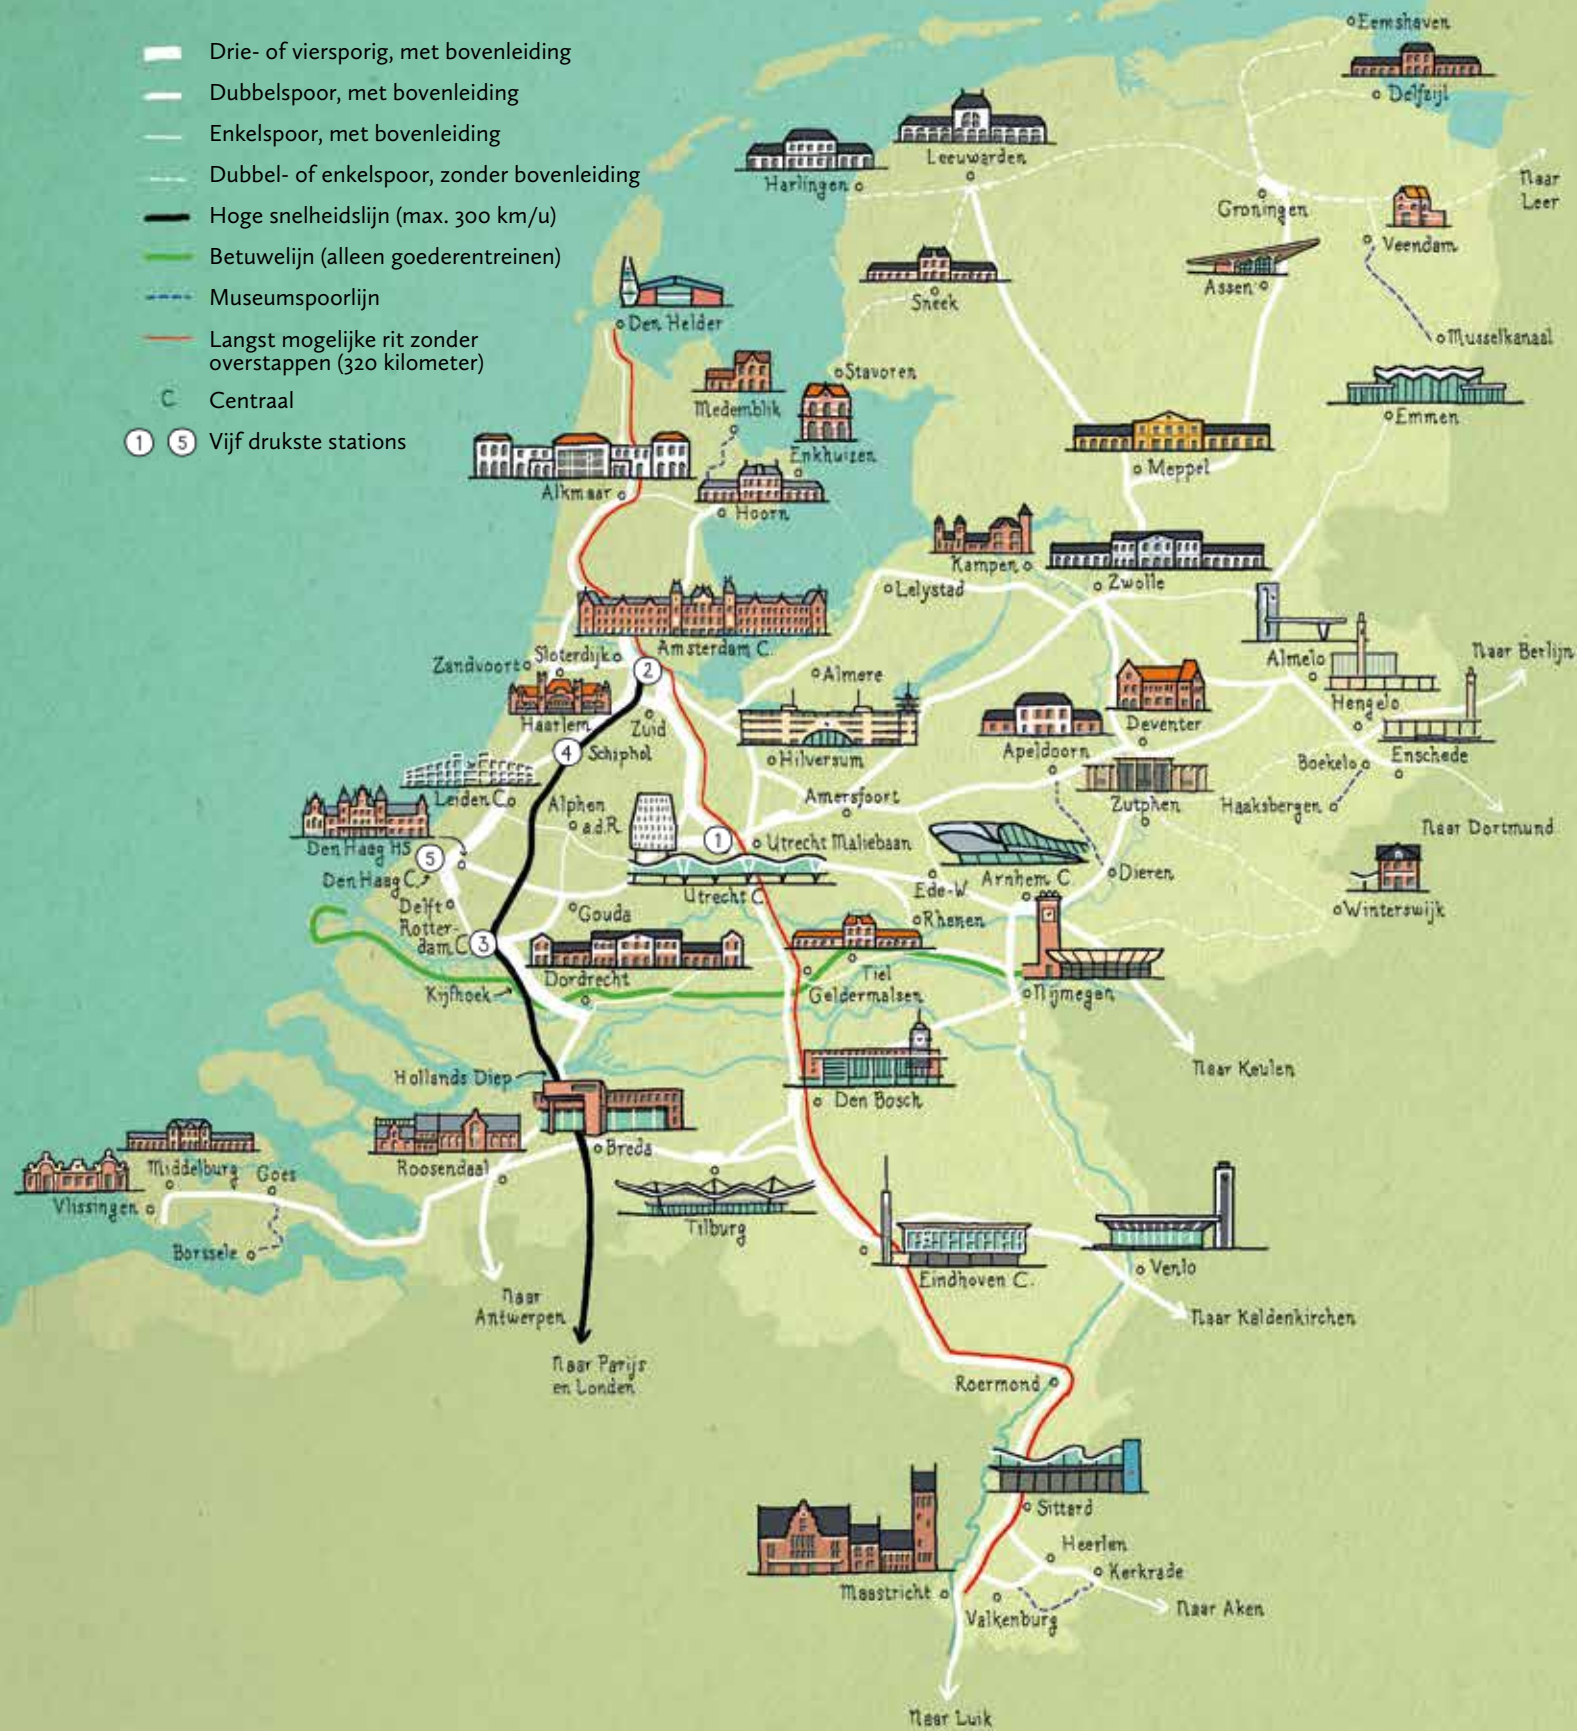 Drie- of viersporig, met bovenleiding
Dubbelspoor, met bovenleiding
Enkelspoor, met bovenleiding
Dubbel- of enkelspoor, zonder bovenleiding
Hoge snelheidslijn (max. 300 km/u)
Betuwelijn (alleen goederentreinen)
Museumspoorlijn
Langst mogelijke rit zonder
overstappen (320 kilometer)
C Centraal
1 5 Vijf drukste stations
Eemshaven
Delfzijl
Leeuwarden
Harlingen
Groningen
Naar
Leer
Veendam
Assen
Sneek
Den Helder
Musselkanaal
Stavoren
Medemblik
Emmen
Enkhuizen
Meppel
Alkmaar
Hoorn
Kampen
Zwolle
Lelystad
Amsterdam C.
Sloterdijk
Zandvoort
2
Almere
Almelo
Naar Berlijn
Hengelo
Haarlem
Zuid
Deventer
Apeldoorn
4
Schiphol
Hilversum
Boekelo
Enschede
Leiden C
Alphen
a.d.R
Amersfoort
Zutphen
Haaksbergen
Naar Dortmund
Den Haag HS
5
1
Utrecht Maliebaan
Den Haag C
Utrecht C.
Ede-W.
Arnhem C
Dieren
Delft
Gouda
Rhenen
Winterswijk
Rotter-
dam C
3
Dordrecht
Tiel
Kijfhoek
Geldermalsen
Nijmegen
Naar Keulen
Hollands Diep
Den Bosch
Breda
Roosendaal
Middelburg
Goes
Vlissingen
Tilburg
Borssele
Eindhoven C.
Venlo
Naar
Antwerpen
Naar Kaldenkirchen
Naar Parijs
en Londen
Roermond
Sittard
Heerlen
Kerkrade
Maastricht
Valkenburg
Naar Aken
Naar Luik